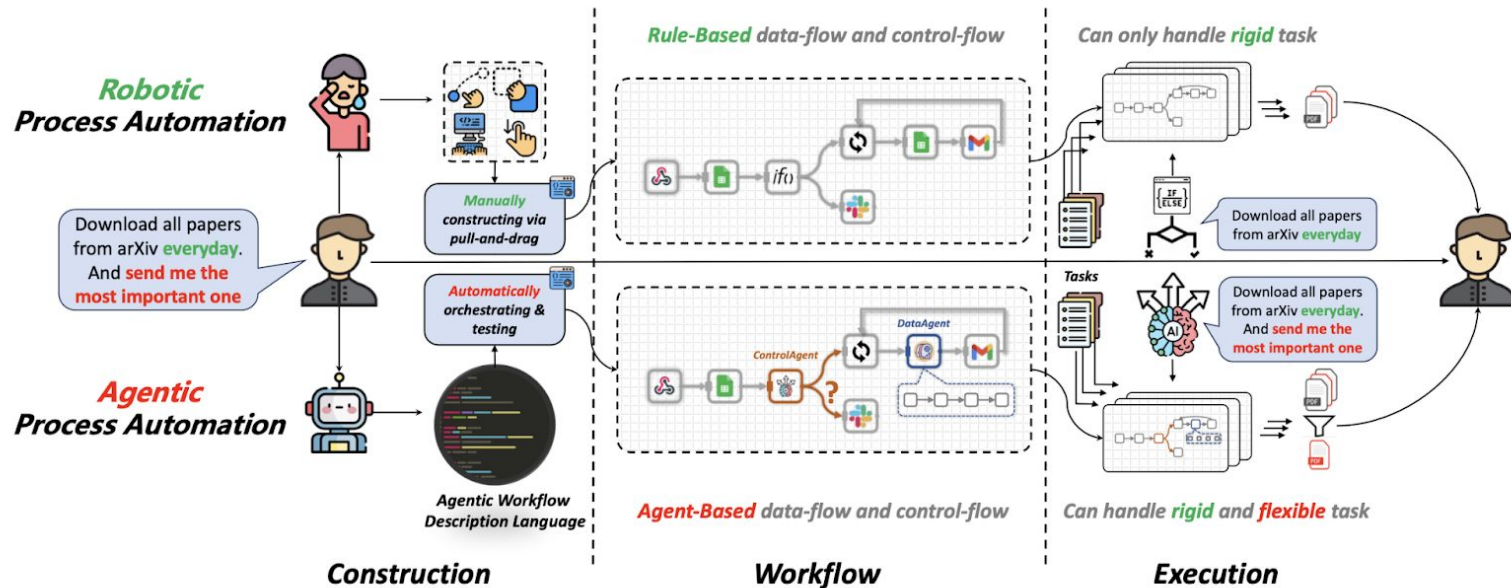 Rule-Based data-flow and control-flow
Can only handle rigid task
Robotic
Process Automation
if()
Manually
constructing via
pull-and-drag
PDF
IF
{ }
ELSE
Download all papers
from arXiv everyday
Download all papers
from arXiv everyday.
And send me the
most important one
L
L
Automatically
orchestrating &
testing
Tasks
AI
Download all papers
from arXiv everyday.
And send me the
most important one
DataAgent
ControlAgent
?
Agentic
Process Automation
PDF
PDF
Agentic Workflow
Description Language
Agent-Based data-flow and control-flow
Can handle rigid and flexible task
Construction
Workflow
Execution